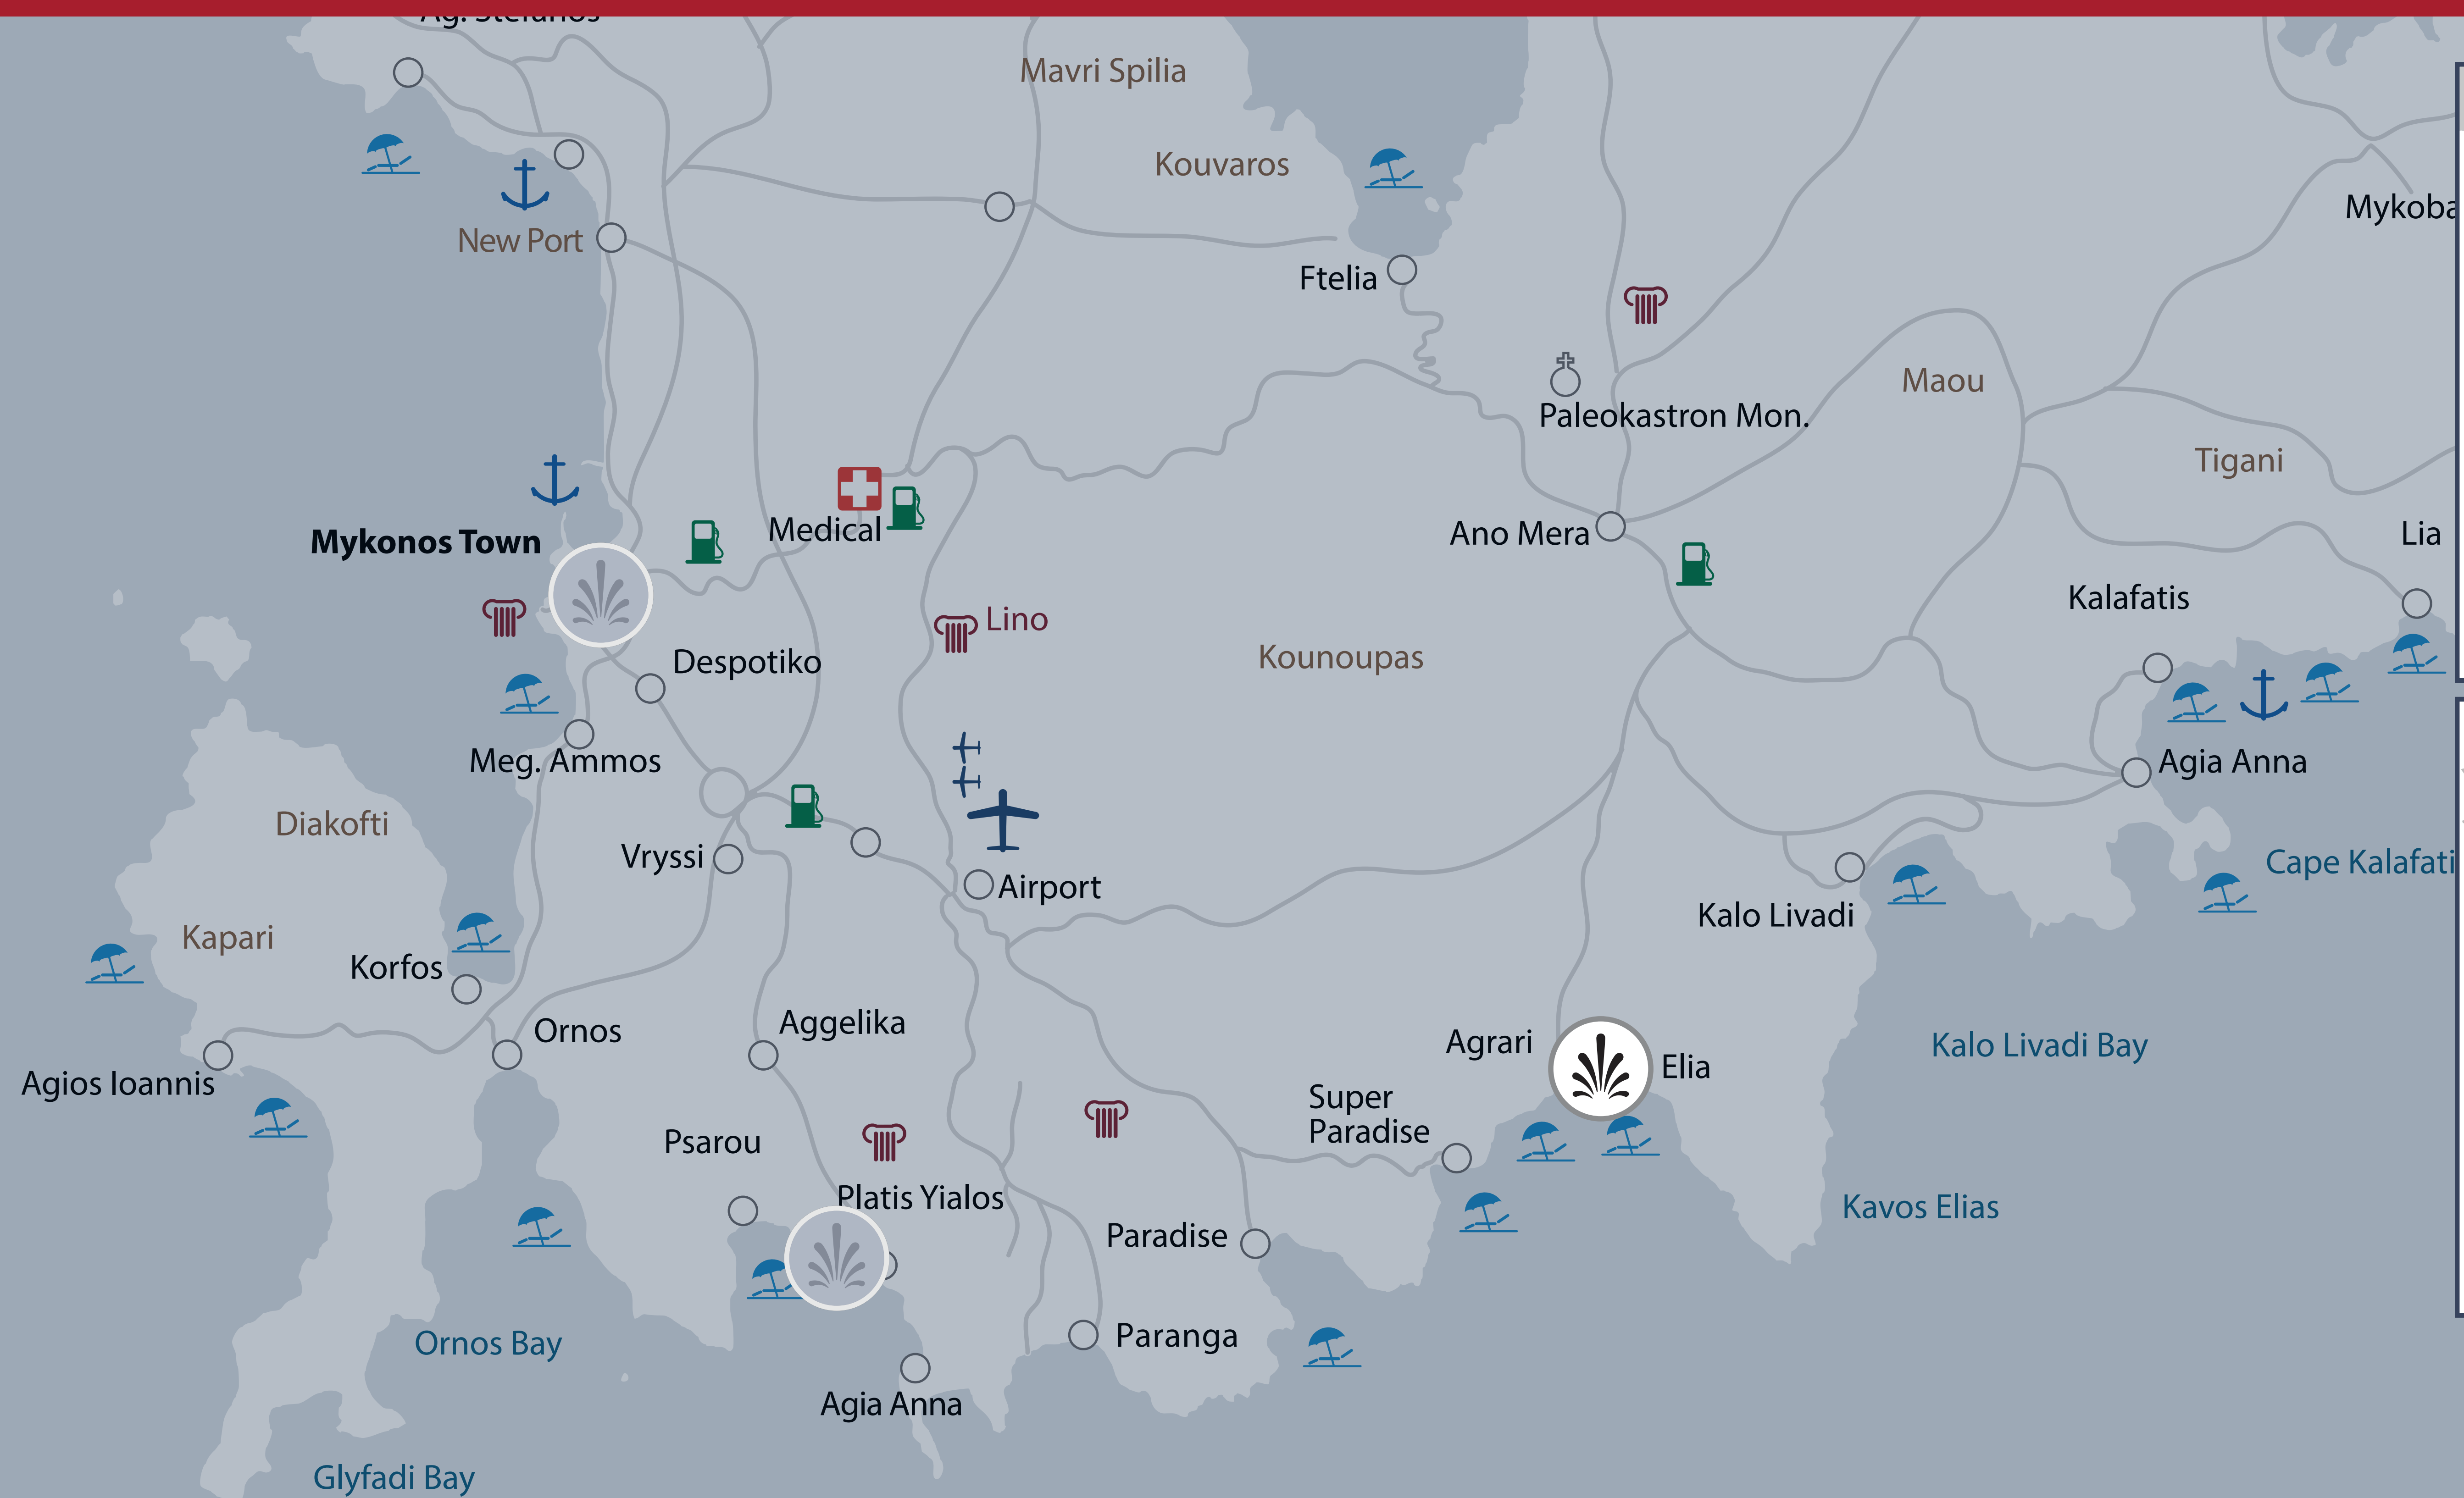 Ag. Stefanos
Mavri Spilia
Kouvaros
New Port
Mykoba
Ftelia
Maou
Paleokastron Mon.
Tigani
Medical
Ano Mera
Lia
Mykonos Town
Kalafatis
Lino
Kounoupas
Despotiko
Meg. Ammos
Agia Anna
Diakofti
Vryssi
Cape Kalafati
Airport
Kalo Livadi
Kapari
Korfos
Aggelika
Ornos
Agrari
Kalo Livadi Bay
Elia
Agios Ioannis
Super
Paradise
Psarou
Platis Yialos
Kavos Elias
Paradise
Ornos Bay
Paranga
Agia Anna
Glyfadi Bay